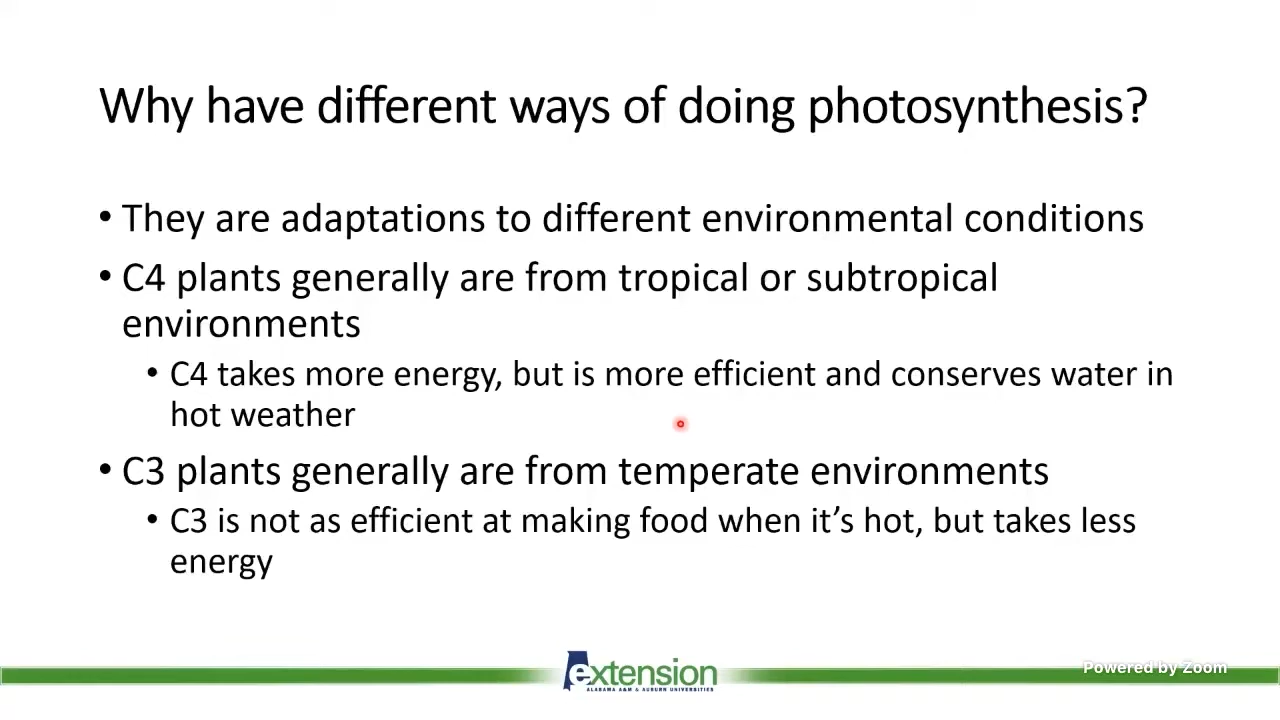 Why have different ways of doing photosynthesis?
• They are adaptations to different environmental conditions
• C4 plants generally are from tropical or subtropical
environments
• C4 takes more energy, but is more efficient and conserves water in
hot weather
• C3 plants generally are from temperate environments
• C3 is not as efficient at making food when it’s hot, but takes less
energy
extension
ALABAMA A&M & AUBURN UNIVERSITIES
Powered by Zoom